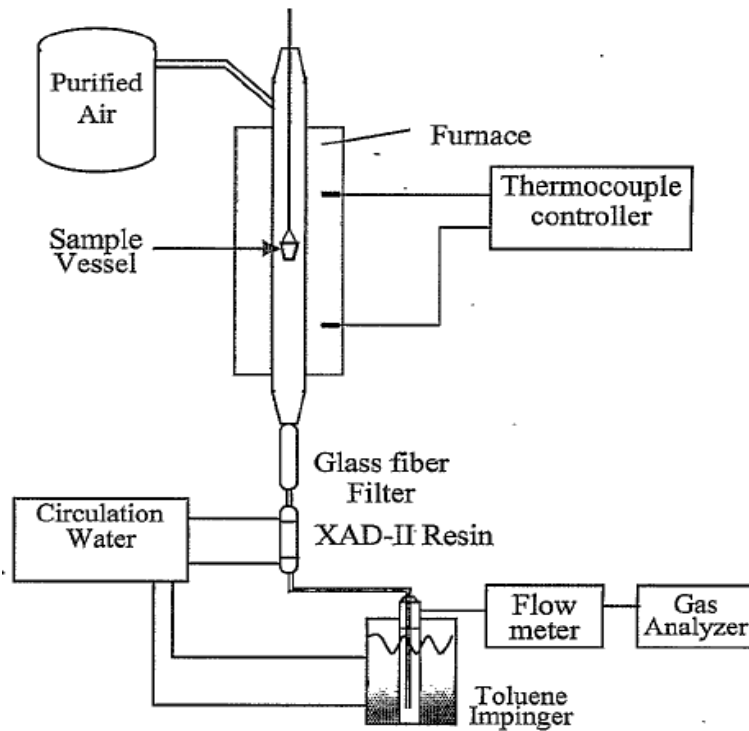 Purified
Air
Furnace
Thermocouple
controller
Sample
Vessel
Glass fiber
Filter
Circulation
Water
XAD-II Resin
Flow
meter
Gas
Analyzer
Toluene
Impinger